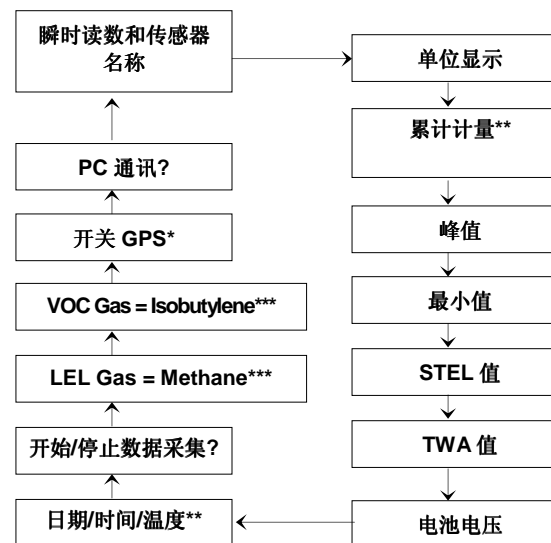 瞬时读数和传感器
名称
单位显示
累计计量**
峰值
最小值
STEL 值
TWA 值
电池电压
日期/时间/温度**
开始/停止数据采集?
LEL Gas = Methane***
VOC Gas = Isobutylene***
开关 GPS*
PC 通讯?